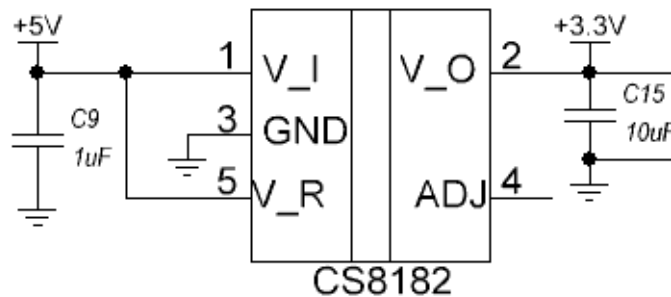 +5V
+3.3V
1
V_I
V_O
2
C9
1uF
C15
10uF
3
GND
5
V_R
ADJ
4
CS8182